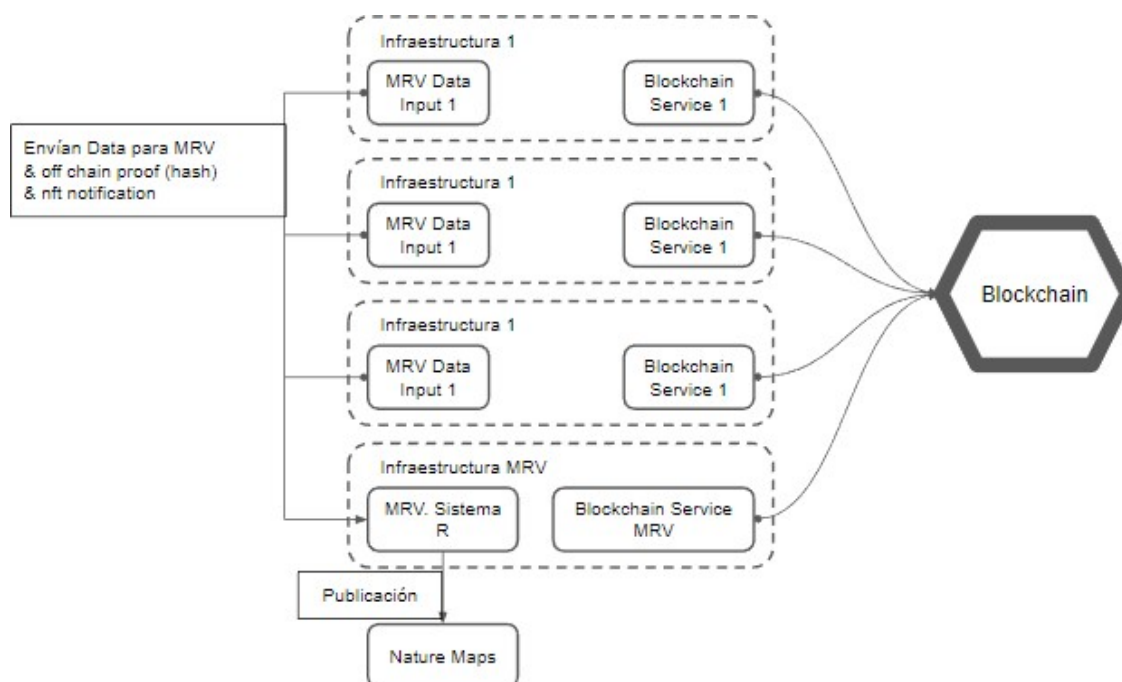 Infraestructura 1
MRV Data
Input 1
Blockchain
Service 1
Envían Data para MRV
& off chain proof (hash)
& nft notification
Infraestructura 1
MRV Data
Input 1
Blockchain
Service 1
Blockchain
Infraestructura 1
MRV Data
Input 1
Blockchain
Service 1
Infraestructura MRV
MRV. Sistema
R
Blockchain Service
MRV
Publicación
Nature Maps